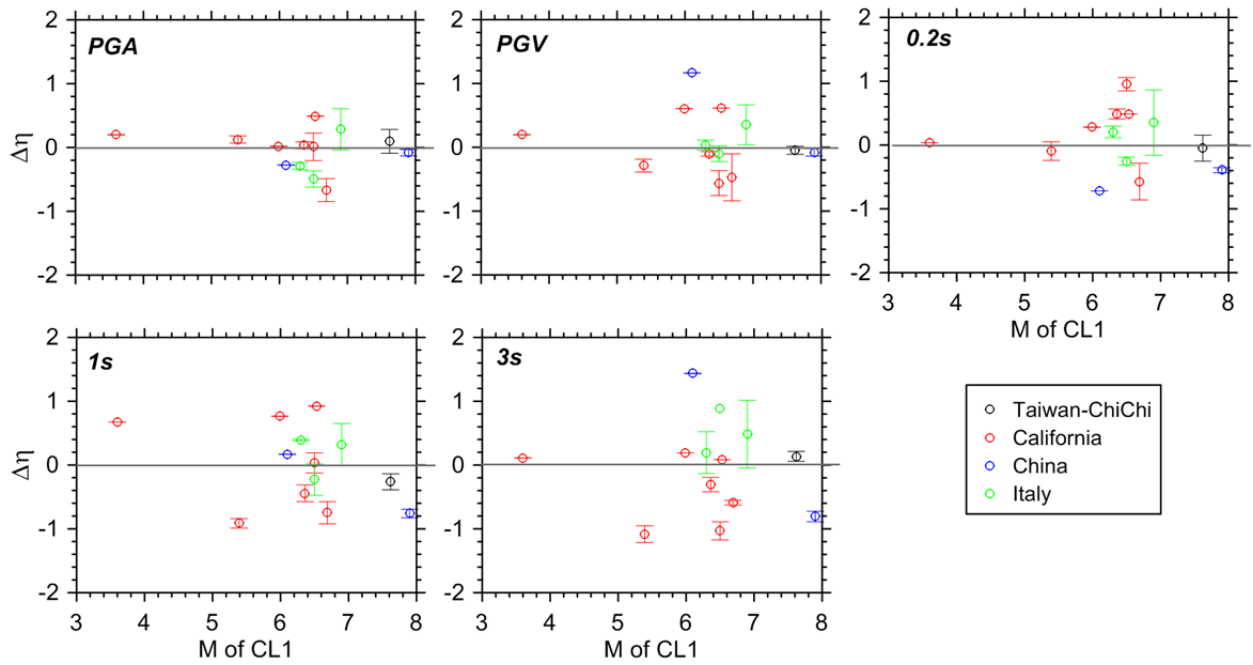 PGA
PGV
0.2s
2
1
0
-1
-2
Δη
2
1
0
-1
-2
2
1
0
-1
-2
3 4 5 6 7 8
M of CL1
1s
3s
2
1
0
-1
-2
Δη
3 4 5 6 7 8
M of CL1
2
1
0
-1
-2
3 4 5 6 7 8
M of CL1
Taiwan-ChiChi
California
China
Italy